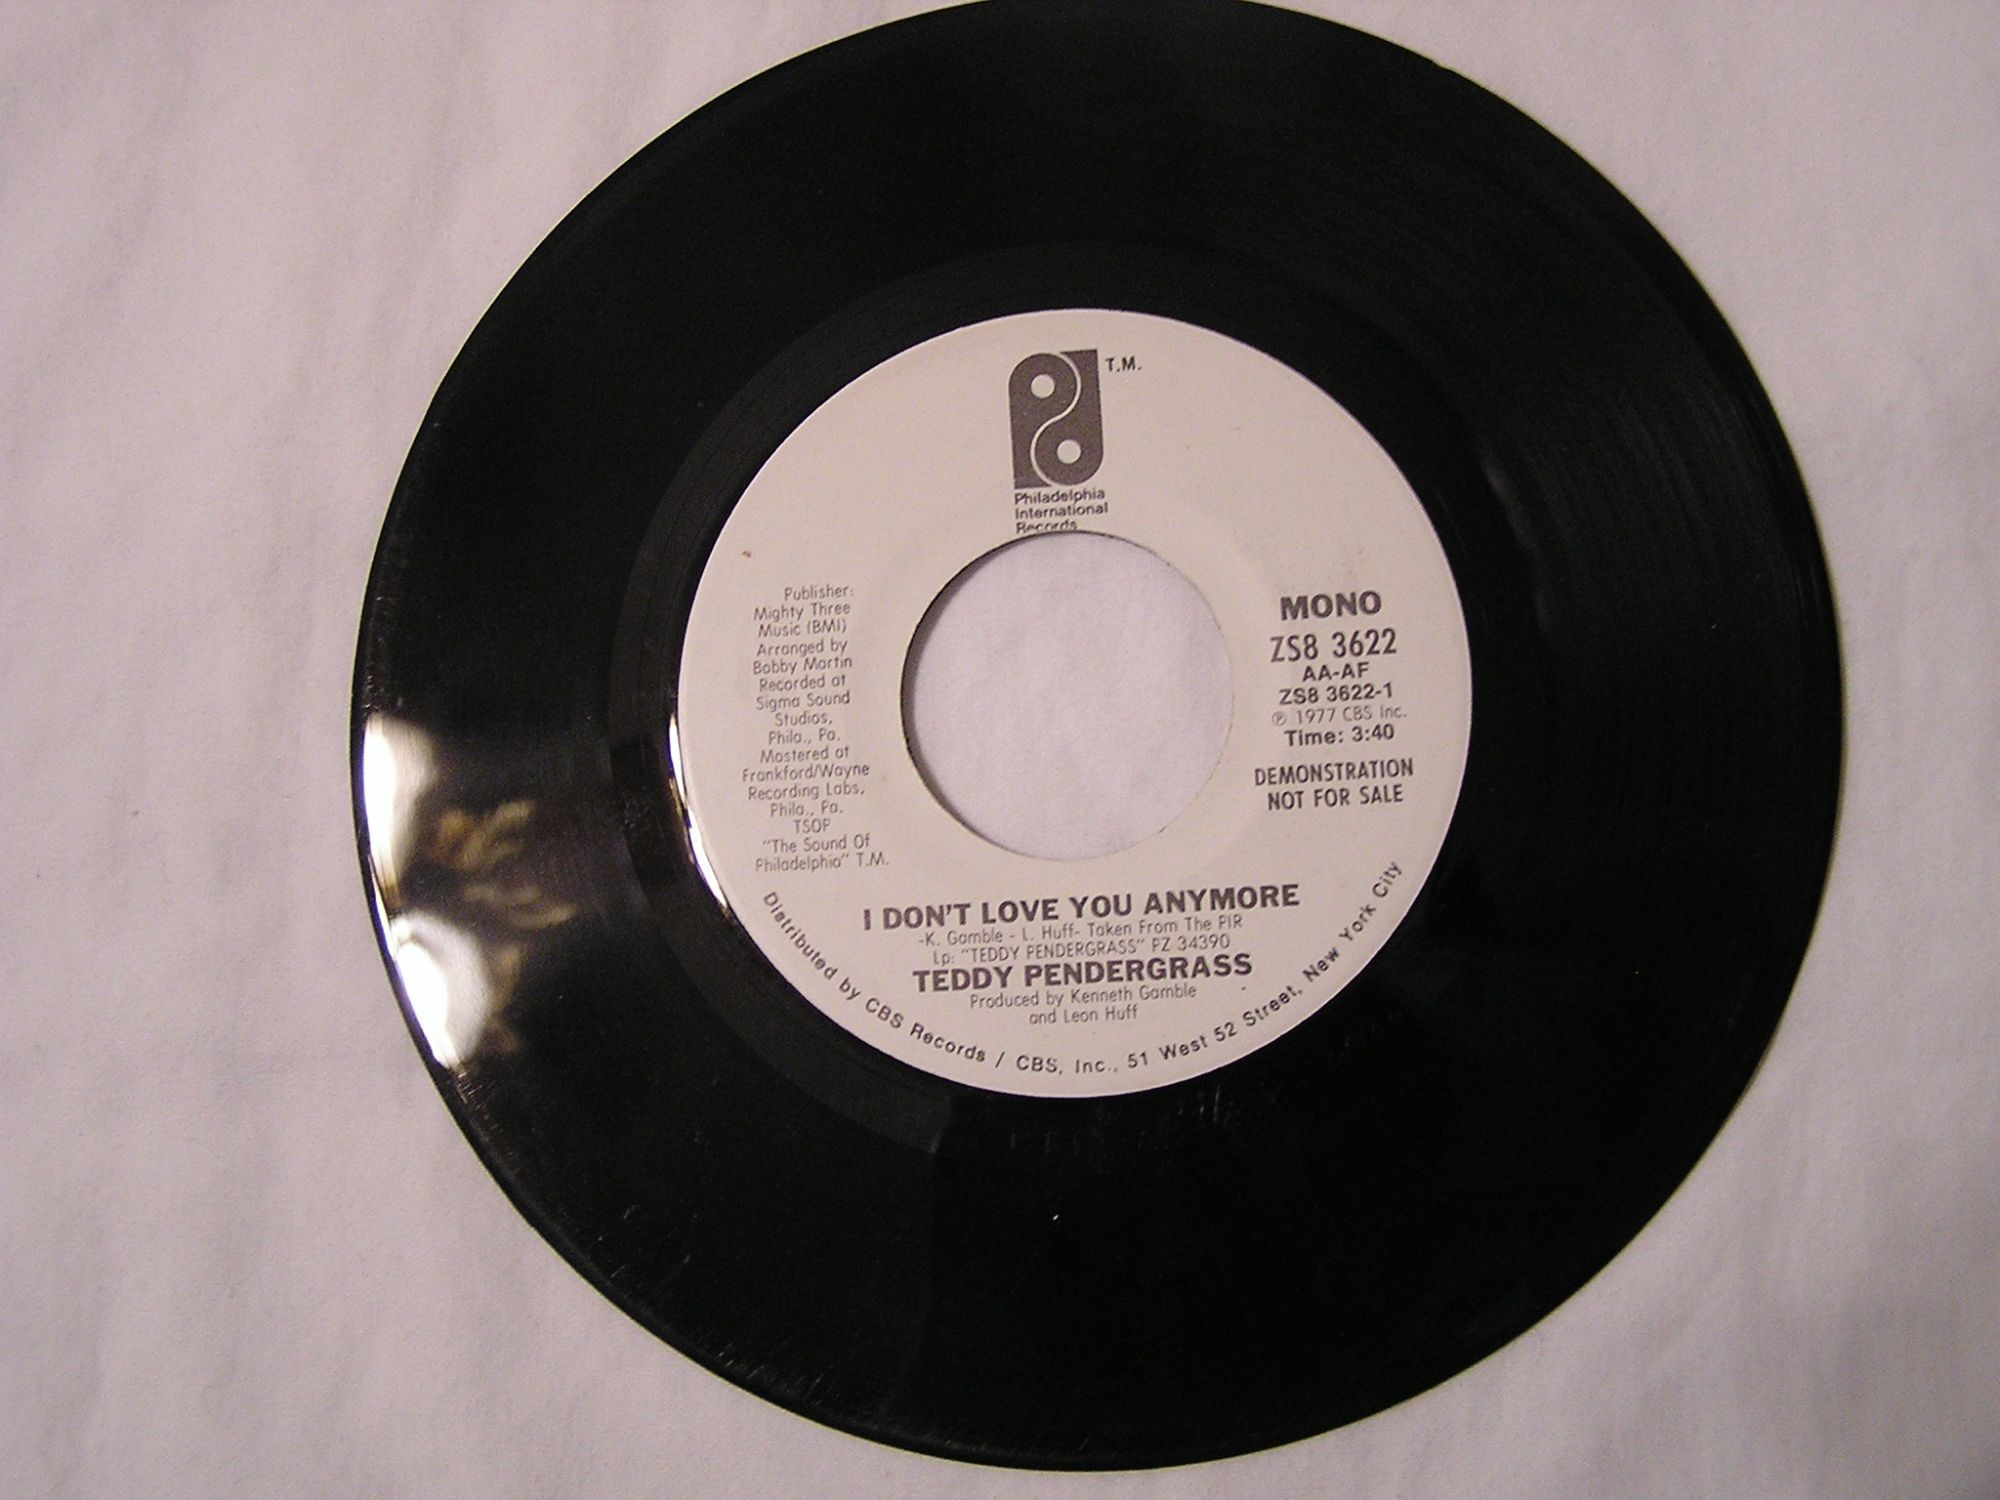 T.M.
Philadelphia
International
Records
Publisher:
Mighty Three
Music (BMI)
Arranged by
Bobby Martin
Recorded at
Sigma Sound
Studios,
Phila., Pa.
Mastered at
Frankford/Wayne
Recording Labs,
Phila., Pa.
TSOP
"The Sound Of
Philadelphia" T.M.
MONO
ZS8 3622
AA-AF
ZS8 3622-1
℗ 1977 CBS Inc.
Time: 3:40
DEMONSTRATION
NOT FOR SALE
I DON'T LOVE YOU ANYMORE
-K. Gamble - L. Huff- Taken From The PIR
Lp: "TEDDY PENDERGRASS" PZ 34390
TEDDY PENDERGRASS
Produced by Kenneth Gamble
and Leon Huff
Distributed by CBS Records / CBS, Inc., 51 West 52 Street, New York City